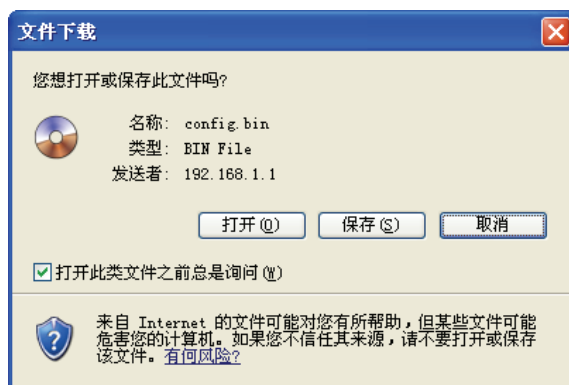 文件下载
您想打开或保存此文件吗?
名称: config.bin
类型: BIN File
发送者: 192.168.1.1
打开(O) 保存(S) 取消
打开此类文件之前总是询问(W)
来自 Internet 的文件可能对您有所帮助，但某些文件可能
危害您的计算机。如果您不信任其来源，请不要打开或保存
该文件。有何风险?